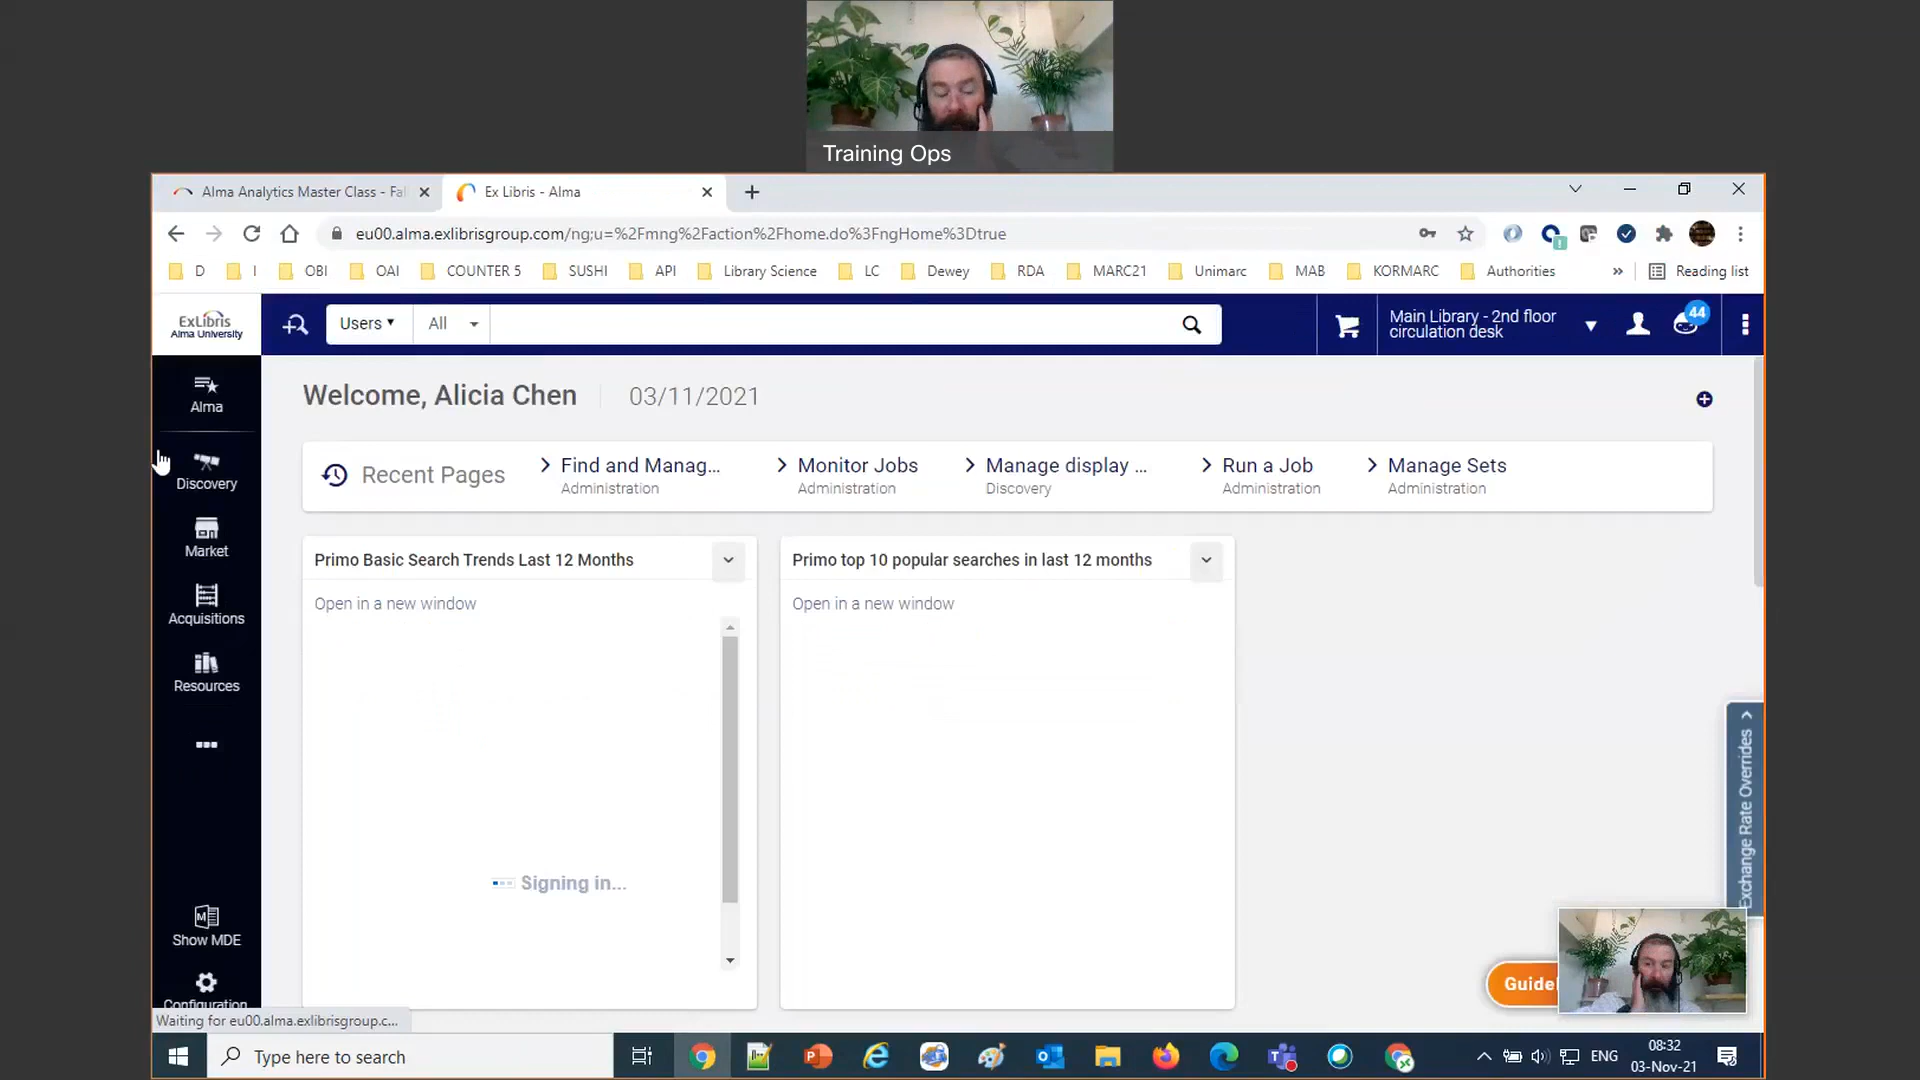 Training Ops
Alma Analytics Master Class - Fal
Ex Libris - Alma
eu00.alma.exlibrisgroup.com/ng;u=%2Fmng%2Faction%2Fhome.do%3FngHome%3Dtrue
D I OBI OAI COUNTER 5 SUSHI API Library Science LC Dewey RDA MARC21 Unimarc MAB KORMARC Authorities » Reading list
ExLibris
Alma University
Users
All
Main Library - 2nd floor
circulation desk
44
Alma
Discovery
Market
Acquisitions
Resources
Show MDE
Configuration
Welcome, Alicia Chen
03/11/2021
Recent Pages
Find and Manag...
Administration
Monitor Jobs
Administration
Manage display ...
Discovery
Run a Job
Administration
Manage Sets
Administration
Primo Basic Search Trends Last 12 Months
Open in a new window
Signing in...
Primo top 10 popular searches in last 12 months
Open in a new window
Exchange Rate Overrides
Guidel
Waiting for eu00.alma.exlibrisgroup.c...
Type here to search
ENG
08:32
03-Nov-21